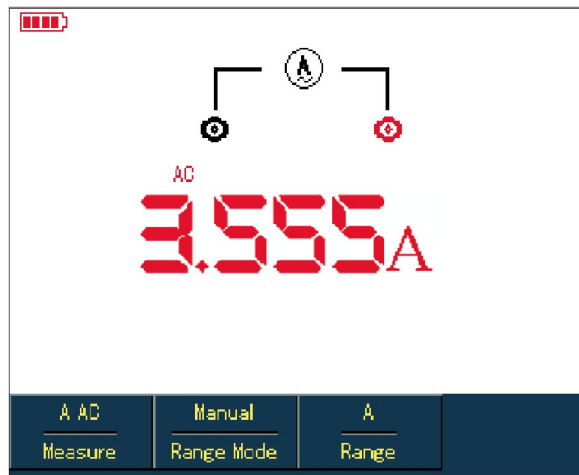 A
AC
3.555A
A AC Manual A
Measure Range Mode Range